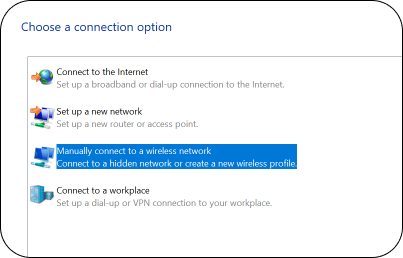 Choose a connection option
Connect to the Internet
Set up a broadband or dial-up connection to the Internet.
Set up a new network
Set up a new router or access point.
Manually connect to a wireless network
Connect to a hidden network or create a new wireless profile.
Connect to a workplace
Set up a dial-up or VPN connection to your workplace.